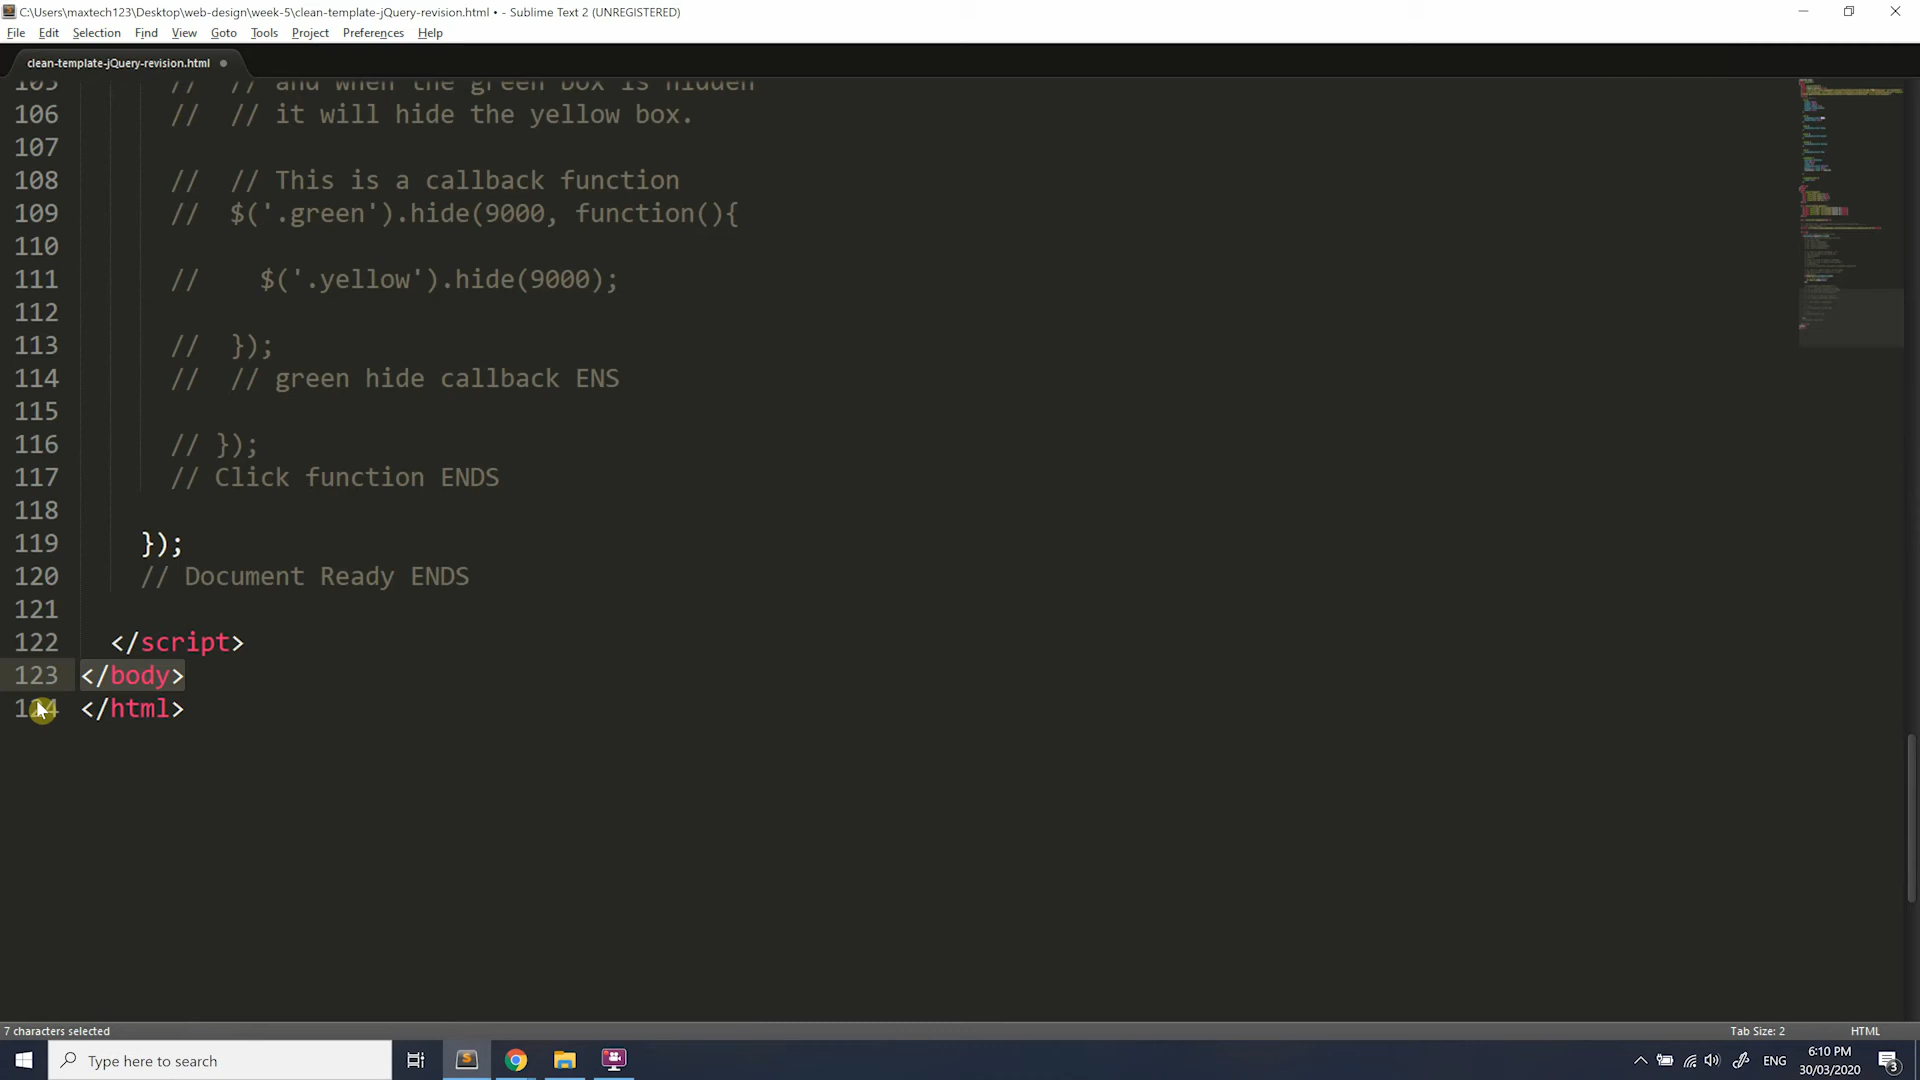 C:\Users\maxtech123\Desktop\web-design\week-5\clean-template-jQuery-revision.html • - Sublime Text 2 (UNREGISTERED)
File Edit Selection Find View Goto Tools Project Preferences Help
clean-template-jQuery-revision.html
105 // // and when the green box is hidden
106 // // it will hide the yellow box.
107
108 // // This is a callback function
109 // $('.green').hide(9000, function(){
110
111 // $('.yellow').hide(9000);
112
113 // });
114 // // green hide callback ENS
115
116 // });
117 // Click function ENDS
118
119 });
120 // Document Ready ENDS
121
122 </script>
123 </body>
124 </html>
7 characters selected Tab Size: 2 HTML
Type here to search ENG 6:10 PM
30/03/2020 3